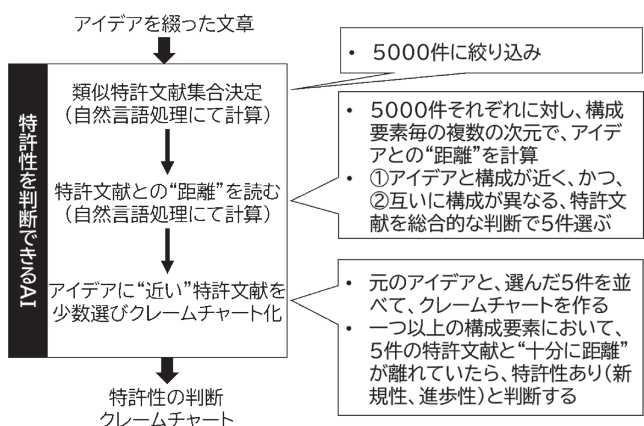 アイデアを綴った文章
特許性を判断できるAI
類似特許文献集合決定
(自然言語処理にて計算)
特許文献との“距離”を読む
(自然言語処理にて計算)
アイデアに“近い”特許文献を
少数選びクレームチャート化
特許性の判断
クレームチャート
• 5000件に絞り込み
• 5000件それぞれに対し、構成
要素毎の複数の次元で、アイデ
アとの“距離”を計算
• ①アイデアと構成が近く、かつ、
②互いに構成が異なる、特許文
献を総合的な判断で5件選ぶ
• 元のアイデアと、選んだ5件を並
べて、クレームチャートを作る
• 一つ以上の構成要素において、
5件の特許文献と“十分に距離”
が離れていたら、特許性あり(新
規性、進歩性)と判断する